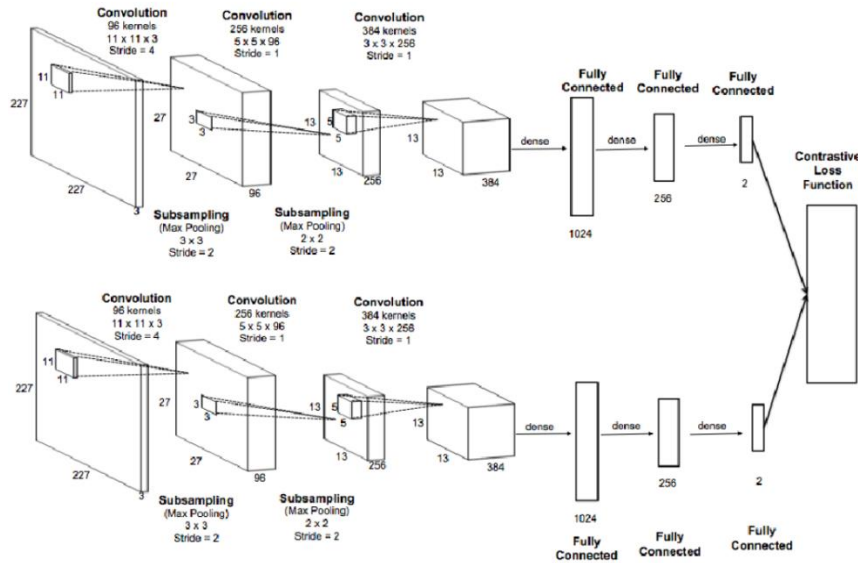 Convolution
96 kernels
11 x 11 x 3
Stride = 4
Convolution
256 kernels
5 x 5 x 96
Stride = 1
Convolution
384 kernels
3 x 3 x 256
Stride = 1
Fully
Connected
Fully
Connected
Fully
Connected
227
11
11
227
3
27
3
3
27
96
13
5
5
13
256
13
13
384
dense
1024
dense
256
dense
2
Contrastive
Loss
Function
Subsampling
(Max Pooling)
3 x 3
Stride = 2
Subsampling
(Max Pooling)
2 x 2
Stride = 2
Convolution
96 kernels
11 x 11 x 3
Stride = 4
Convolution
256 kernels
5 x 5 x 96
Stride = 1
Convolution
384 kernels
3 x 3 x 256
Stride = 1
227
11
11
227
3
27
3
3
27
96
13
5
5
13
256
13
13
384
dense
1024
dense
256
dense
2
Subsampling
(Max Pooling)
3 x 3
Stride = 2
Subsampling
(Max Pooling)
2 x 2
Stride = 2
Fully
Connected
Fully
Connected
Fully
Connected